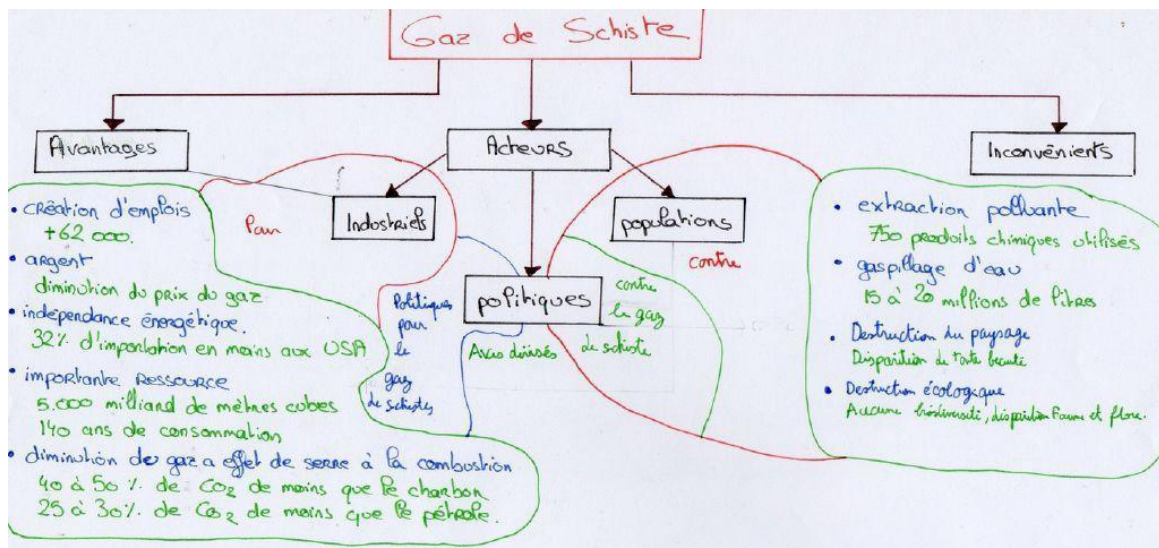 Gaz de Schiste
Avantages
Acteurs
Inconvénients
Industriels
populations
politiques
Pour
contre
• création d'emplois
+62 000.
• argent
diminution du prix du gaz.
• indépendance énergétique.
32% d'importation en moins aux USA
• importante ressource
5.000 milliard de mètres cubes
140 ans de consommation
• diminution de gaz a effet de serre à la combustion
40 à 50 % de CO2 de moins que le charbon.
25 à 30% de CO2 de moins que le pétrole.
Politiques
pour
le
gaz
de schistes
Avis divisés
contre
le gaz
de schiste
• extraction polluante
750 produits chimiques utilisés
• gaspillage d'eau
15 à 20 millions de litres
• Destruction du paysage
Disparition de toute beauté
• Destruction écologique
Aucune biodiversité, disparition Faune et flore.